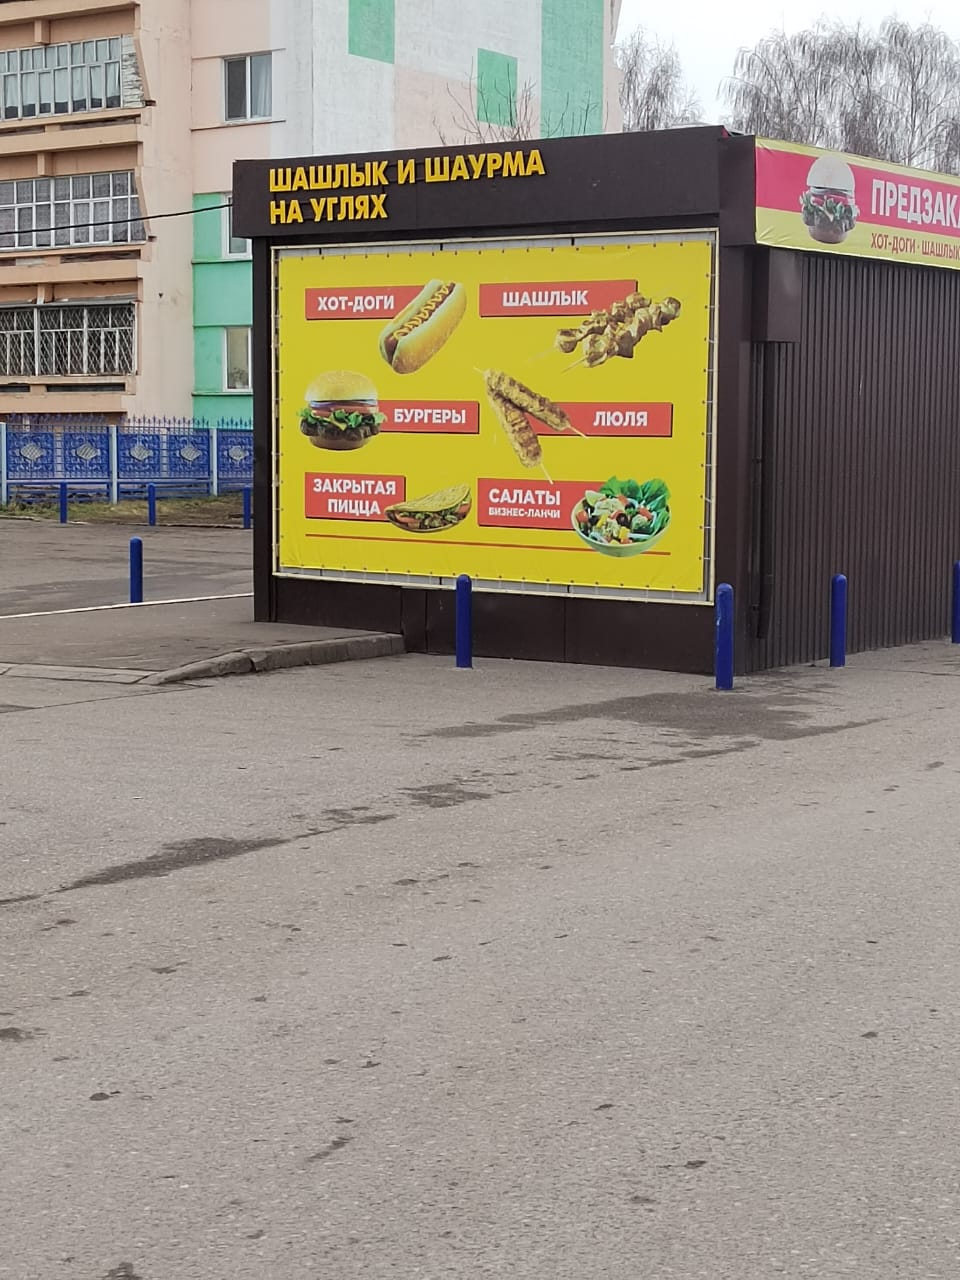 ШАШЛЫК И ШАУРМА
НА УГЛЯХ
ХОТ-ДОГИ
ШАШЛЫК
БУРГЕРЫ
ЛЮЛЯ
ЗАКРЫТАЯ
ПИЦЦА
САЛАТЫ
БИЗНЕС-ЛАНЧИ
ПРЕДЗАКА
ХОТ-ДОГИ · ШАШЛЫК